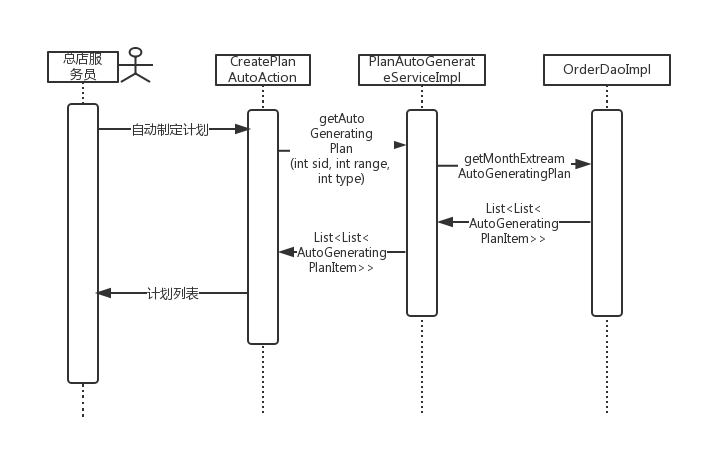 总店服
务员
CreatePlan
AutoAction
PlanAutoGenerat
eServiceImpl
OrderDaoImpl
自动制定计划
getAuto
Generating
Plan
(int sid, int range,
int type)
getMonthExtream
AutoGeneratingPlan
List<List<
AutoGenerating
PlanItem>>
List<List<
AutoGenerating
PlanItem>>
计划列表